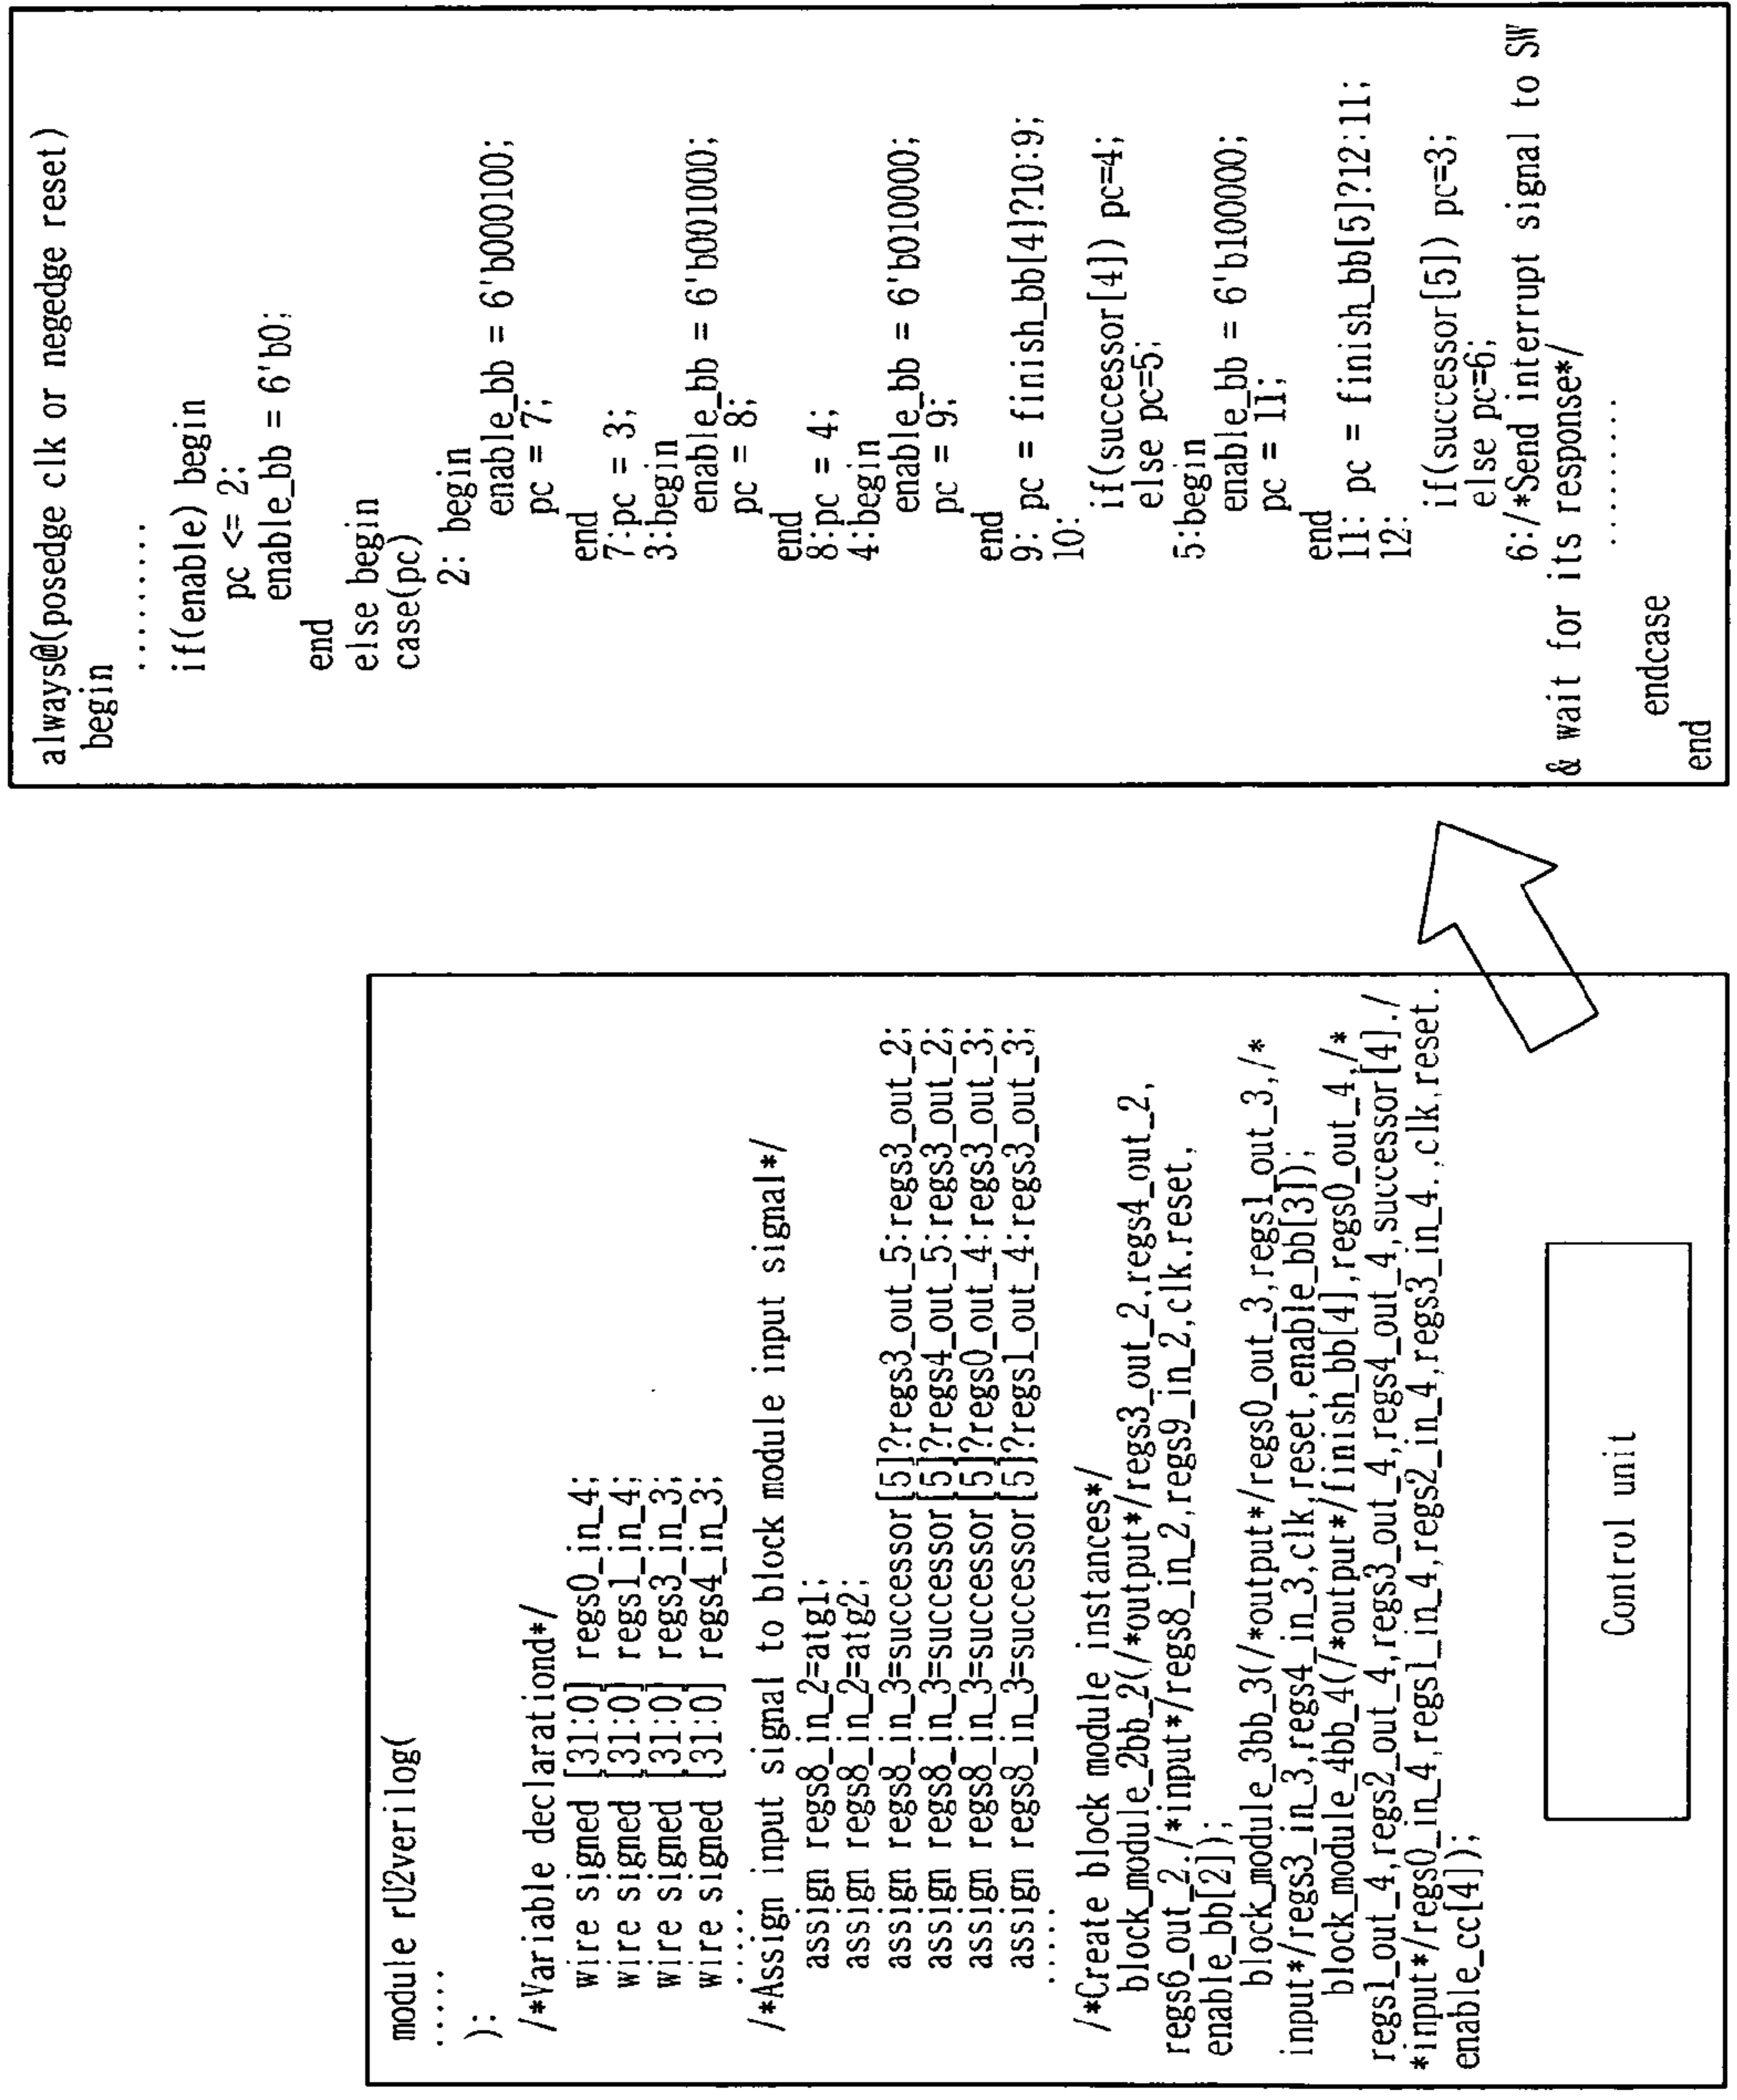 module rU2verilog(
.....
);
/*Variable declarationd*/
wire signed [31:0] regs0_in_4;
wire signed [31:0] regs1_in_4;
wire signed [31:0] regs3_in_3;
wire signed [31:0] regs4_in_3;
.....
/*Assign input signal to block module input signal*/
assign regs8_in_2=atg1;
assign regs8_in_2=atg2;
assign regs8_in_3=successor[5]?regs3_out_5:regs3_out_2;
assign regs8_in_3=successor[5]?regs4_out_5:regs3_out_2;
assign regs8_in_3=successor[5]?regs0_out_4:regs3_out_3;
assign regs8_in_3=successor[5]?regs1_out_4:regs3_out_3;
.....
/*Create block module instances*/
block_module_2bb_2(/*output*/regs3_out_2,regs4_out_2,
regs6_out_2,/*input*/regs8_in_2,regs9_in_2,clk.reset,
enable_bb[2]);
block_module_3bb_3(/*output*/regs0_out_3,regs1_out_3,/*
input*/regs3_in_3,regs4_in_3,clk,reset,enable_bb[3]);
block_module_4bb_4(/*output*/finish_bb[4],regs0_out_4,/*
regs1_out_4,regs2_out_4,regs3_out_4,regs4_out_4,successor[4]./
*input*/regs0_in_4,regs1_in_4,regs2_in_4,regs3_in_4.,clk,reset.
enable_cc[4]);
Control unit
always@(posedge clk or negedge reset)
begin
.........
if(enable) begin
pc <= 2;
enable_bb = 6'b0;
end
else begin
case(pc)
2: begin
enable_bb = 6'b000100;
pc = 7;
end
7:pc = 3;
3:begin
enable_bb = 6'b001000;
pc = 8;
end
8:pc = 4;
4:begin
enable_bb = 6'b010000;
pc = 9;
end
9: pc = finish_bb[4]?10:9;
10:
if(successor[4]) pc=4;
else pc=5;
5:begin
enable_bb = 6'b100000;
pc = 11;
end
11: pc = finish_bb[5]?12:11;
12:
if(successor[5]) pc=3;
else pc=6;
6:/*Send interrupt signal to SW
& wait for its response*/
.........
endcase
end